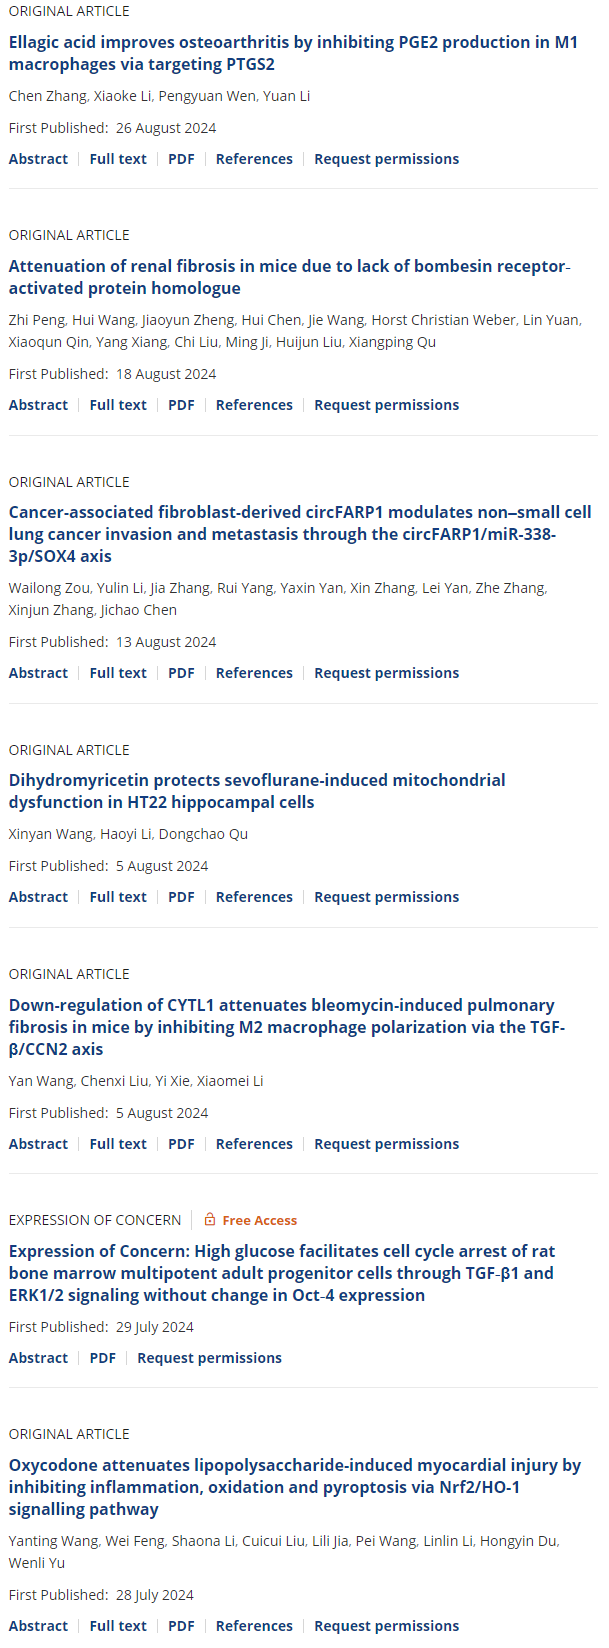 ORIGINAL ARTICLE
Ellagic acid improves osteoarthritis by inhibiting PGE2 production in M1
macrophages via targeting PTGS2
Chen Zhang, Xiaoke Li, Pengyuan Wen, Yuan Li
First Published: 26 August 2024
Abstract | Full text | PDF | References | Request permissions
ORIGINAL ARTICLE
Attenuation of renal fibrosis in mice due to lack of bombesin receptor-
activated protein homologue
Zhi Peng, Hui Wang, Jiaoyun Zheng, Hui Chen, Jie Wang, Horst Christian Weber, Lin Yuan,
Xiaoqun Qin, Yang Xiang, Chi Liu, Ming Ji, Huijun Liu, Xiangping Qu
First Published: 18 August 2024
Abstract | Full text | PDF | References | Request permissions
ORIGINAL ARTICLE
Cancer-associated fibroblast-derived circFARP1 modulates non–small cell
lung cancer invasion and metastasis through the circFARP1/miR-338-
3p/SOX4 axis
Wailong Zou, Yulin Li, Jia Zhang, Rui Yang, Yaxin Yan, Xin Zhang, Lei Yan, Zhe Zhang,
Xinjun Zhang, Jichao Chen
First Published: 13 August 2024
Abstract | Full text | PDF | References | Request permissions
ORIGINAL ARTICLE
Dihydromyricetin protects sevoflurane-induced mitochondrial
dysfunction in HT22 hippocampal cells
Xinyan Wang, Haoyi Li, Dongchao Qu
First Published: 5 August 2024
Abstract | Full text | PDF | References | Request permissions
ORIGINAL ARTICLE
Down-regulation of CYTL1 attenuates bleomycin-induced pulmonary
fibrosis in mice by inhibiting M2 macrophage polarization via the TGF-
β/CCN2 axis
Yan Wang, Chenxi Liu, Yi Xie, Xiaomei Li
First Published: 5 August 2024
Abstract | Full text | PDF | References | Request permissions
EXPRESSION OF CONCERN | Free Access
Expression of Concern: High glucose facilitates cell cycle arrest of rat
bone marrow multipotent adult progenitor cells through TGF-β1 and
ERK1/2 signaling without change in Oct-4 expression
First Published: 29 July 2024
Abstract | PDF | Request permissions
ORIGINAL ARTICLE
Oxycodone attenuates lipopolysaccharide-induced myocardial injury by
inhibiting inflammation, oxidation and pyroptosis via Nrf2/HO-1
signalling pathway
Yanting Wang, Wei Feng, Shaona Li, Cuicui Liu, Lili Jia, Pei Wang, Linlin Li, Hongyin Du,
Wenli Yu
First Published: 28 July 2024
Abstract | Full text | PDF | References | Request permissions